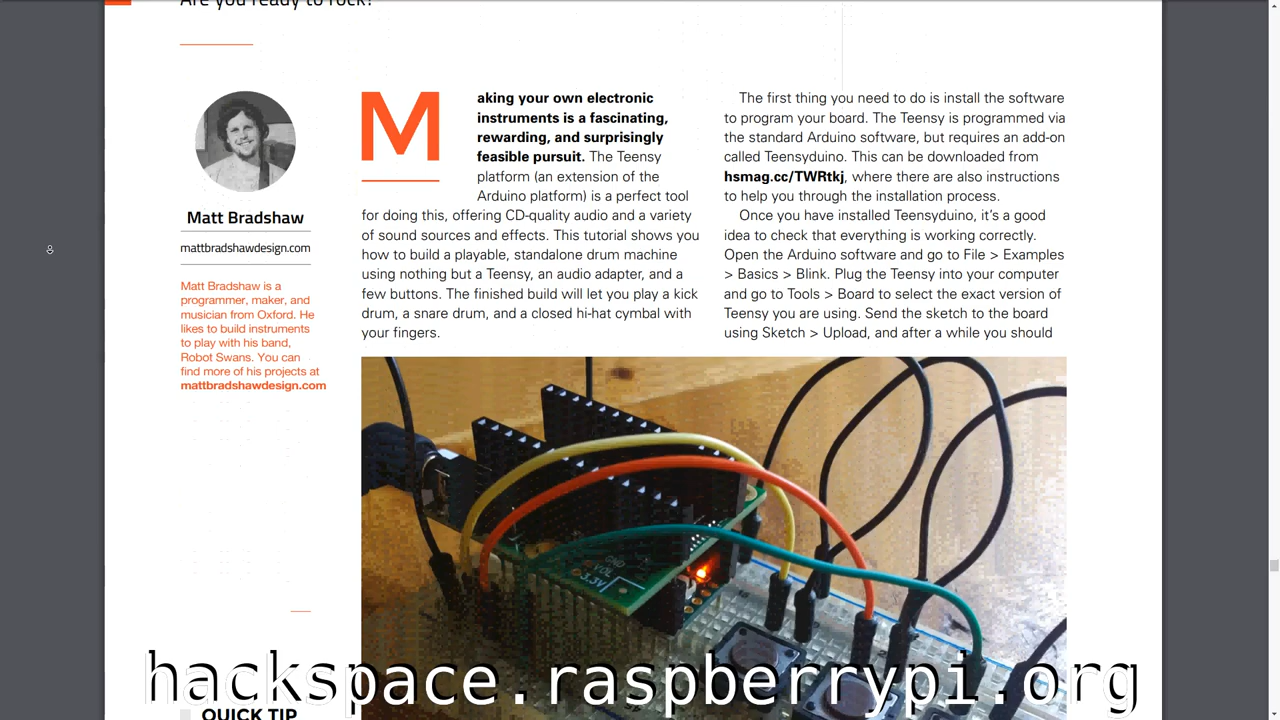 Are you ready to rock?
Matt Bradshaw
mattbradshawdesign.com
Matt Bradshaw is a
programmer, maker, and
musician from Oxford. He
likes to build instruments
to play with his band,
Robot Swans. You can
find more of his projects at
mattbradshawdesign.com
Making your own electronic
instruments is a fascinating,
rewarding, and surprisingly
feasible pursuit. The Teensy
platform (an extension of the
Arduino platform) is a perfect tool
for doing this, offering CD-quality audio and a variety
of sound sources and effects. This tutorial shows you
how to build a playable, standalone drum machine
using nothing but a Teensy, an audio adapter, and a
few buttons. The finished build will let you play a kick
drum, a snare drum, and a closed hi-hat cymbal with
your fingers.
The first thing you need to do is install the software
to program your board. The Teensy is programmed via
the standard Arduino software, but requires an add-on
called Teensyduino. This can be downloaded from
hsmag.cc/TWRtkj, where there are also instructions
to help you through the installation process.
Once you have installed Teensyduino, it's a good
idea to check that everything is working correctly.
Open the Arduino software and go to File > Examples
> Basics > Blink. Plug the Teensy into your computer
and go to Tools > Board to select the exact version of
Teensy you are using. Send the sketch to the board
using Sketch > Upload, and after a while you should
GND
VOL
3.3V
hackspace.raspberrypi.org
QUICK TIP